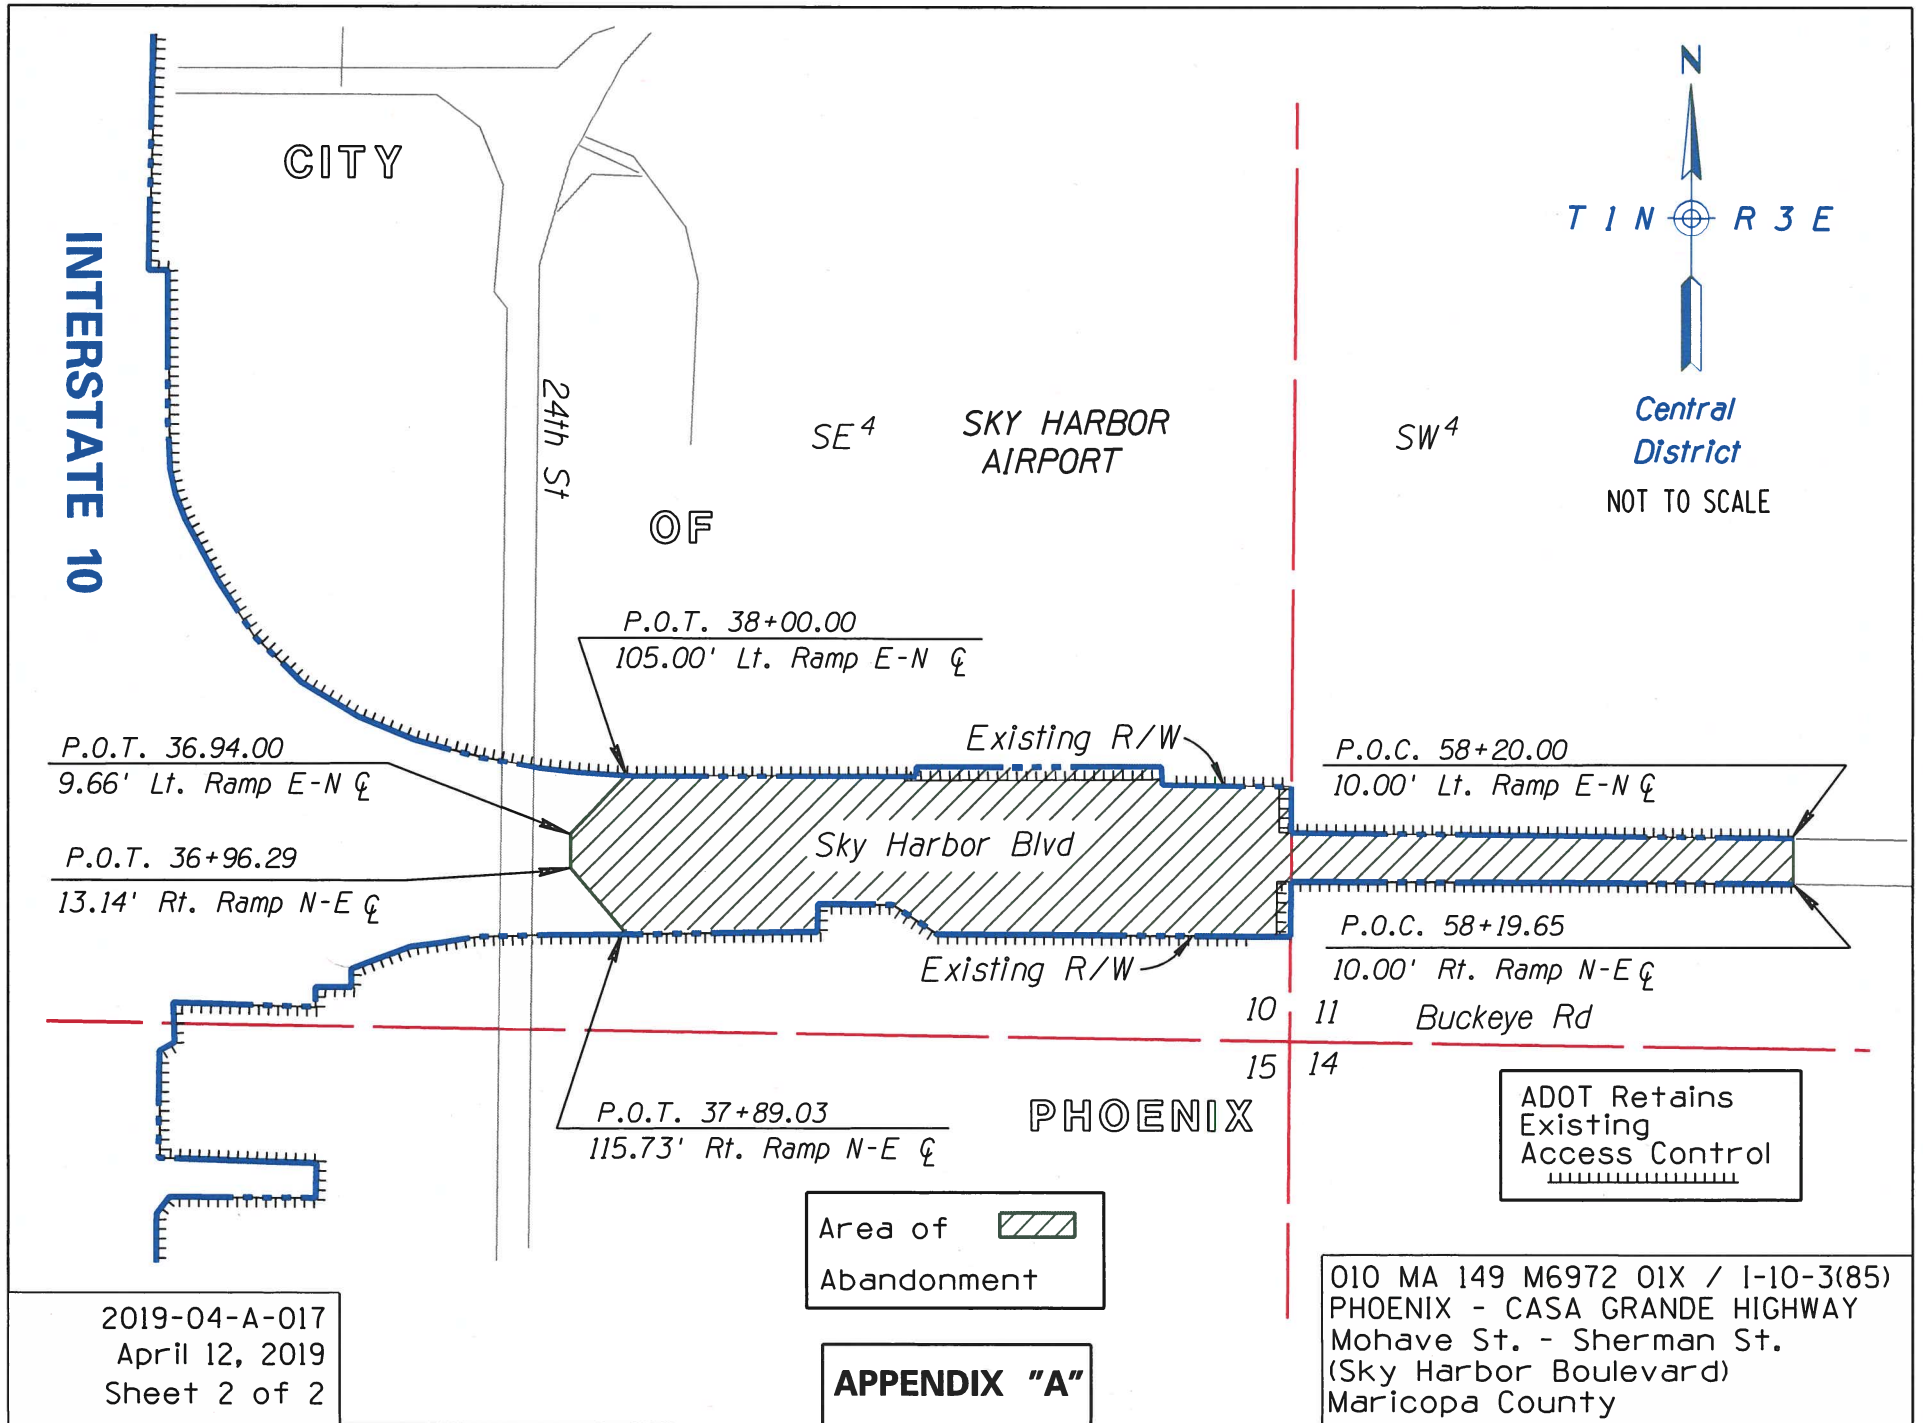 N
CITY
T 1 N R 3 E
INTERSTATE 10
24th St
Central
District
NOT TO SCALE
SE 4
SKY HARBOR
AIRPORT
SW 4
OF
P.O.T. 38+00.00
105.00' Lt. Ramp E-N ℄
P.O.T. 36.94.00
9.66' Lt. Ramp E-N ℄
Existing R/W
P.O.C. 58+20.00
10.00' Lt. Ramp E-N ℄
Sky Harbor Blvd
P.O.T. 36+96.29
13.14' Rt. Ramp N-E ℄
P.O.C. 58+19.65
10.00' Rt. Ramp N-E ℄
Existing R/W
10 11
Buckeye Rd
15 14
P.O.T. 37+89.03
115.73' Rt. Ramp N-E ℄
PHOENIX
ADOT Retains
Existing
Access Control
Area of
Abandonment
2019-04-A-017
April 12, 2019
Sheet 2 of 2
APPENDIX "A"
010 MA 149 M6972 01X / I-10-3(85)
PHOENIX - CASA GRANDE HIGHWAY
Mohave St. - Sherman St.
(Sky Harbor Boulevard)
Maricopa County